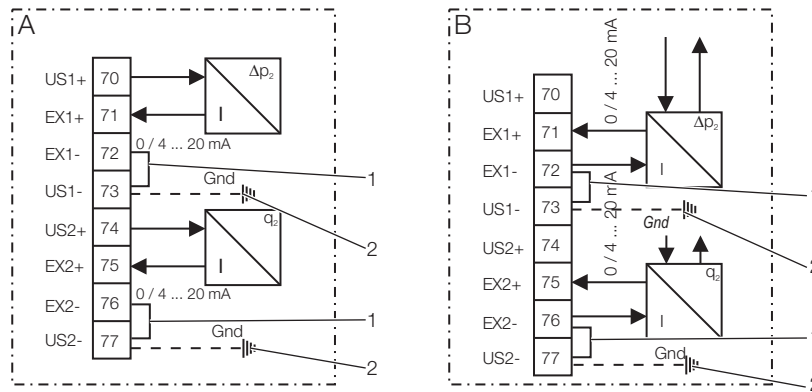 A
US1+ 70 Δp₂
EX1+ 71 I
0 / 4 ... 20 mA
EX1- 72
1
US1- 73 Gnd
2
US2+ 74 q₂
EX2+ 75 I
0 / 4 ... 20 mA
EX2- 76
1
US2- 77 Gnd
2
B
0 / 4 ... 20 mA
US1+ 70
EX1+ 71 Δp₂
EX1- 72 I
US1- 73 Gnd
0 / 4 ... 20 mA
US2+ 74
EX2+ 75 q₂
EX2- 76 I
US2- 77 Gnd